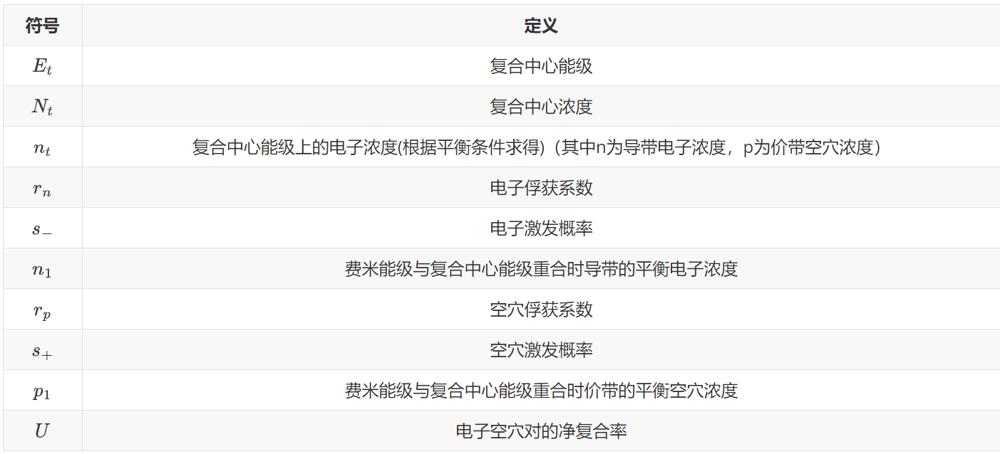 符号 定义
E_t 复合中心能级
N_t 复合中心浓度
n_t 复合中心能级上的电子浓度(根据平衡条件求得)（其中n为导带电子浓度，p为价带空穴浓度）
r_n 电子俘获系数
s_− 电子激发概率
n_1 费米能级与复合中心能级重合时导带的平衡电子浓度
r_p 空穴俘获系数
s_+ 空穴激发概率
p_1 费米能级与复合中心能级重合时价带的平衡空穴浓度
U 电子空穴对的净复合率